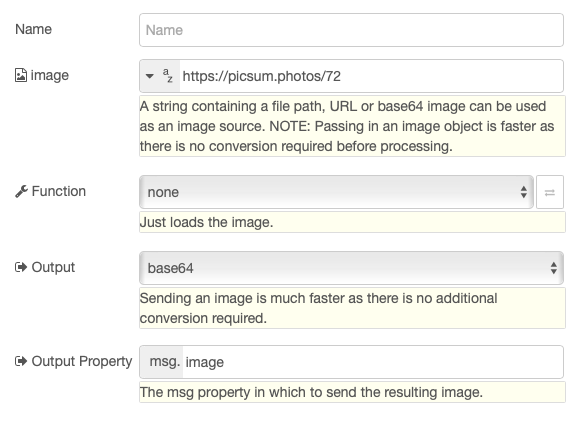 Name
Name
image
az https://picsum.photos/72
A string containing a file path, URL or base64 image can be used
as an image source. NOTE: Passing in an image object is faster as
there is no conversion required before processing.
Function
none
Just loads the image.
Output
base64
Sending an image is much faster as there is no additional
conversion required.
Output Property
msg. image
The msg property in which to send the resulting image.